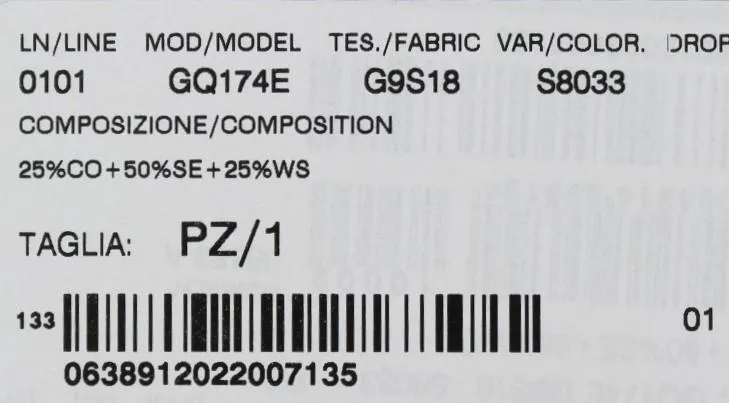 LN/LINE MOD/MODEL TES./FABRIC VAR/COLOR. DROP
0101 GQ174E G9S18 S8033
COMPOSIZIONE/COMPOSITION
25%CO+50%SE+25%WS
TAGLIA: PZ/1
133 01
0638912022007135